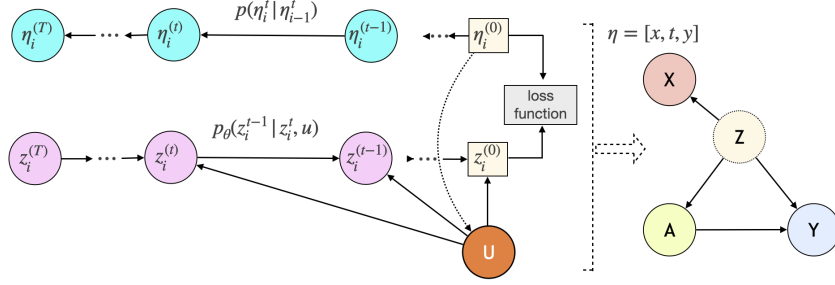 p(η_i^t | η_{i-1}^t)
η = [x, t, y]
η_i^{(T)} ... η_i^{(t)} η_i^{(t-1)} ... η_i^{(0)}
X
loss
function
Z
p_θ(z_i^{t-1} | z_i^t, u)
z_i^{(T)} ... z_i^{(t)} z_i^{(t-1)} ... z_i^{(0)}
A
Y
U